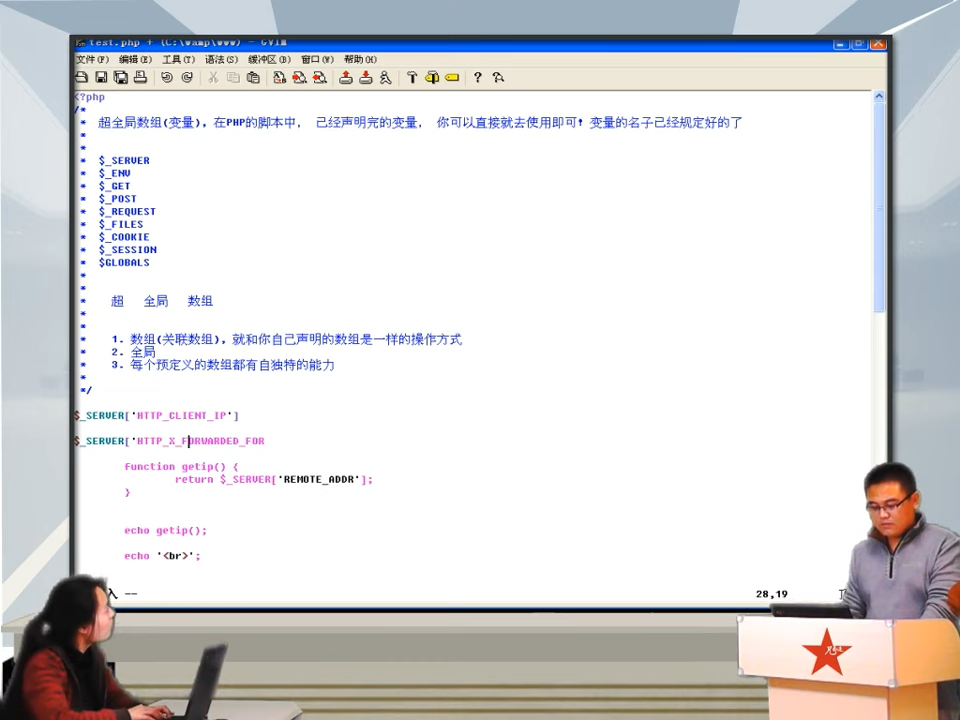 test.php + (C:\wamp\www) - GVIM
文件(F) 编辑(E) 工具(T) 语法(S) 缓冲区(B) 窗口(W) 帮助(H)
<?php
/*
* 超全局数组(变量)，在PHP的脚本中， 已经声明完的变量， 你可以直接就去使用即可! 变量的名子已经规定好的了
*
*
* $_SERVER
* $_ENV
* $_GET
* $_POST
* $_REQUEST
* $_FILES
* $_COOKIE
* $_SESSION
* $GLOBALS
*
*
* 超 全局 数组
*
*
* 1. 数组(关联数组)，就和你自己声明的数组是一样的操作方式
* 2. 全局
* 3. 每个预定义的数组都有自独特的能力
*
*/
$_SERVER['HTTP_CLIENT_IP']
$_SERVER['HTTP_X_FORWARDED_FOR
function getip() {
return $_SERVER['REMOTE_ADDR'];
}
echo getip();
echo '<br>';
入 --
28,19